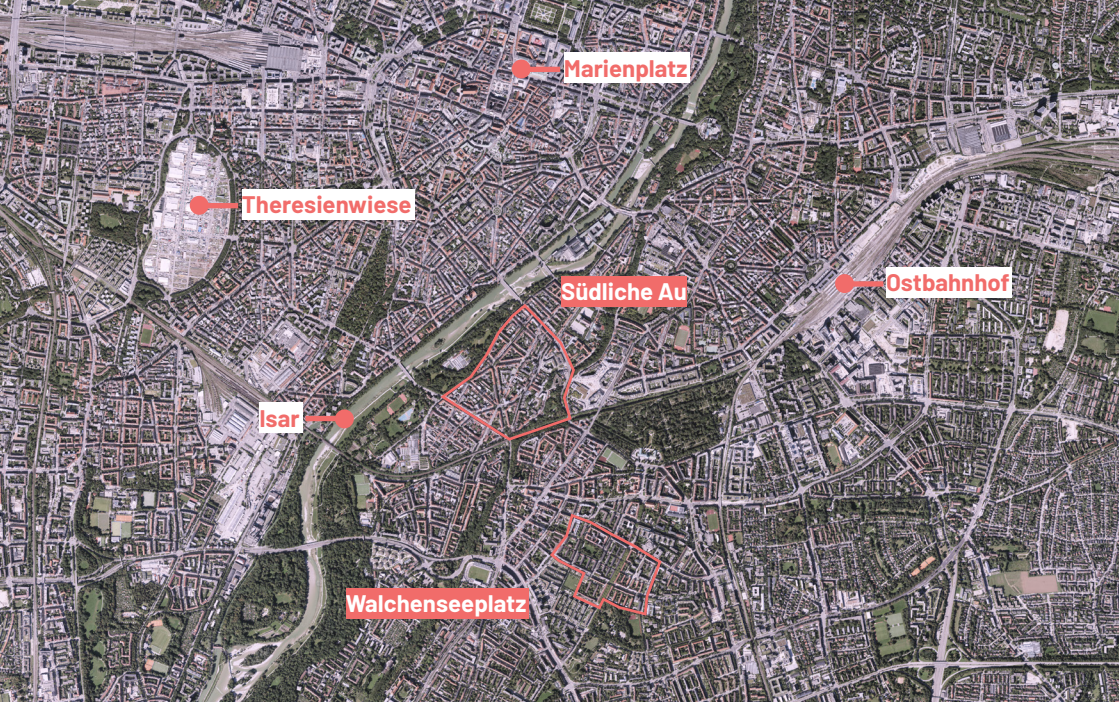 Marienplatz
Theresienwiese
Südliche Au
Ostbahnhof
Isar
Walchenseeplatz